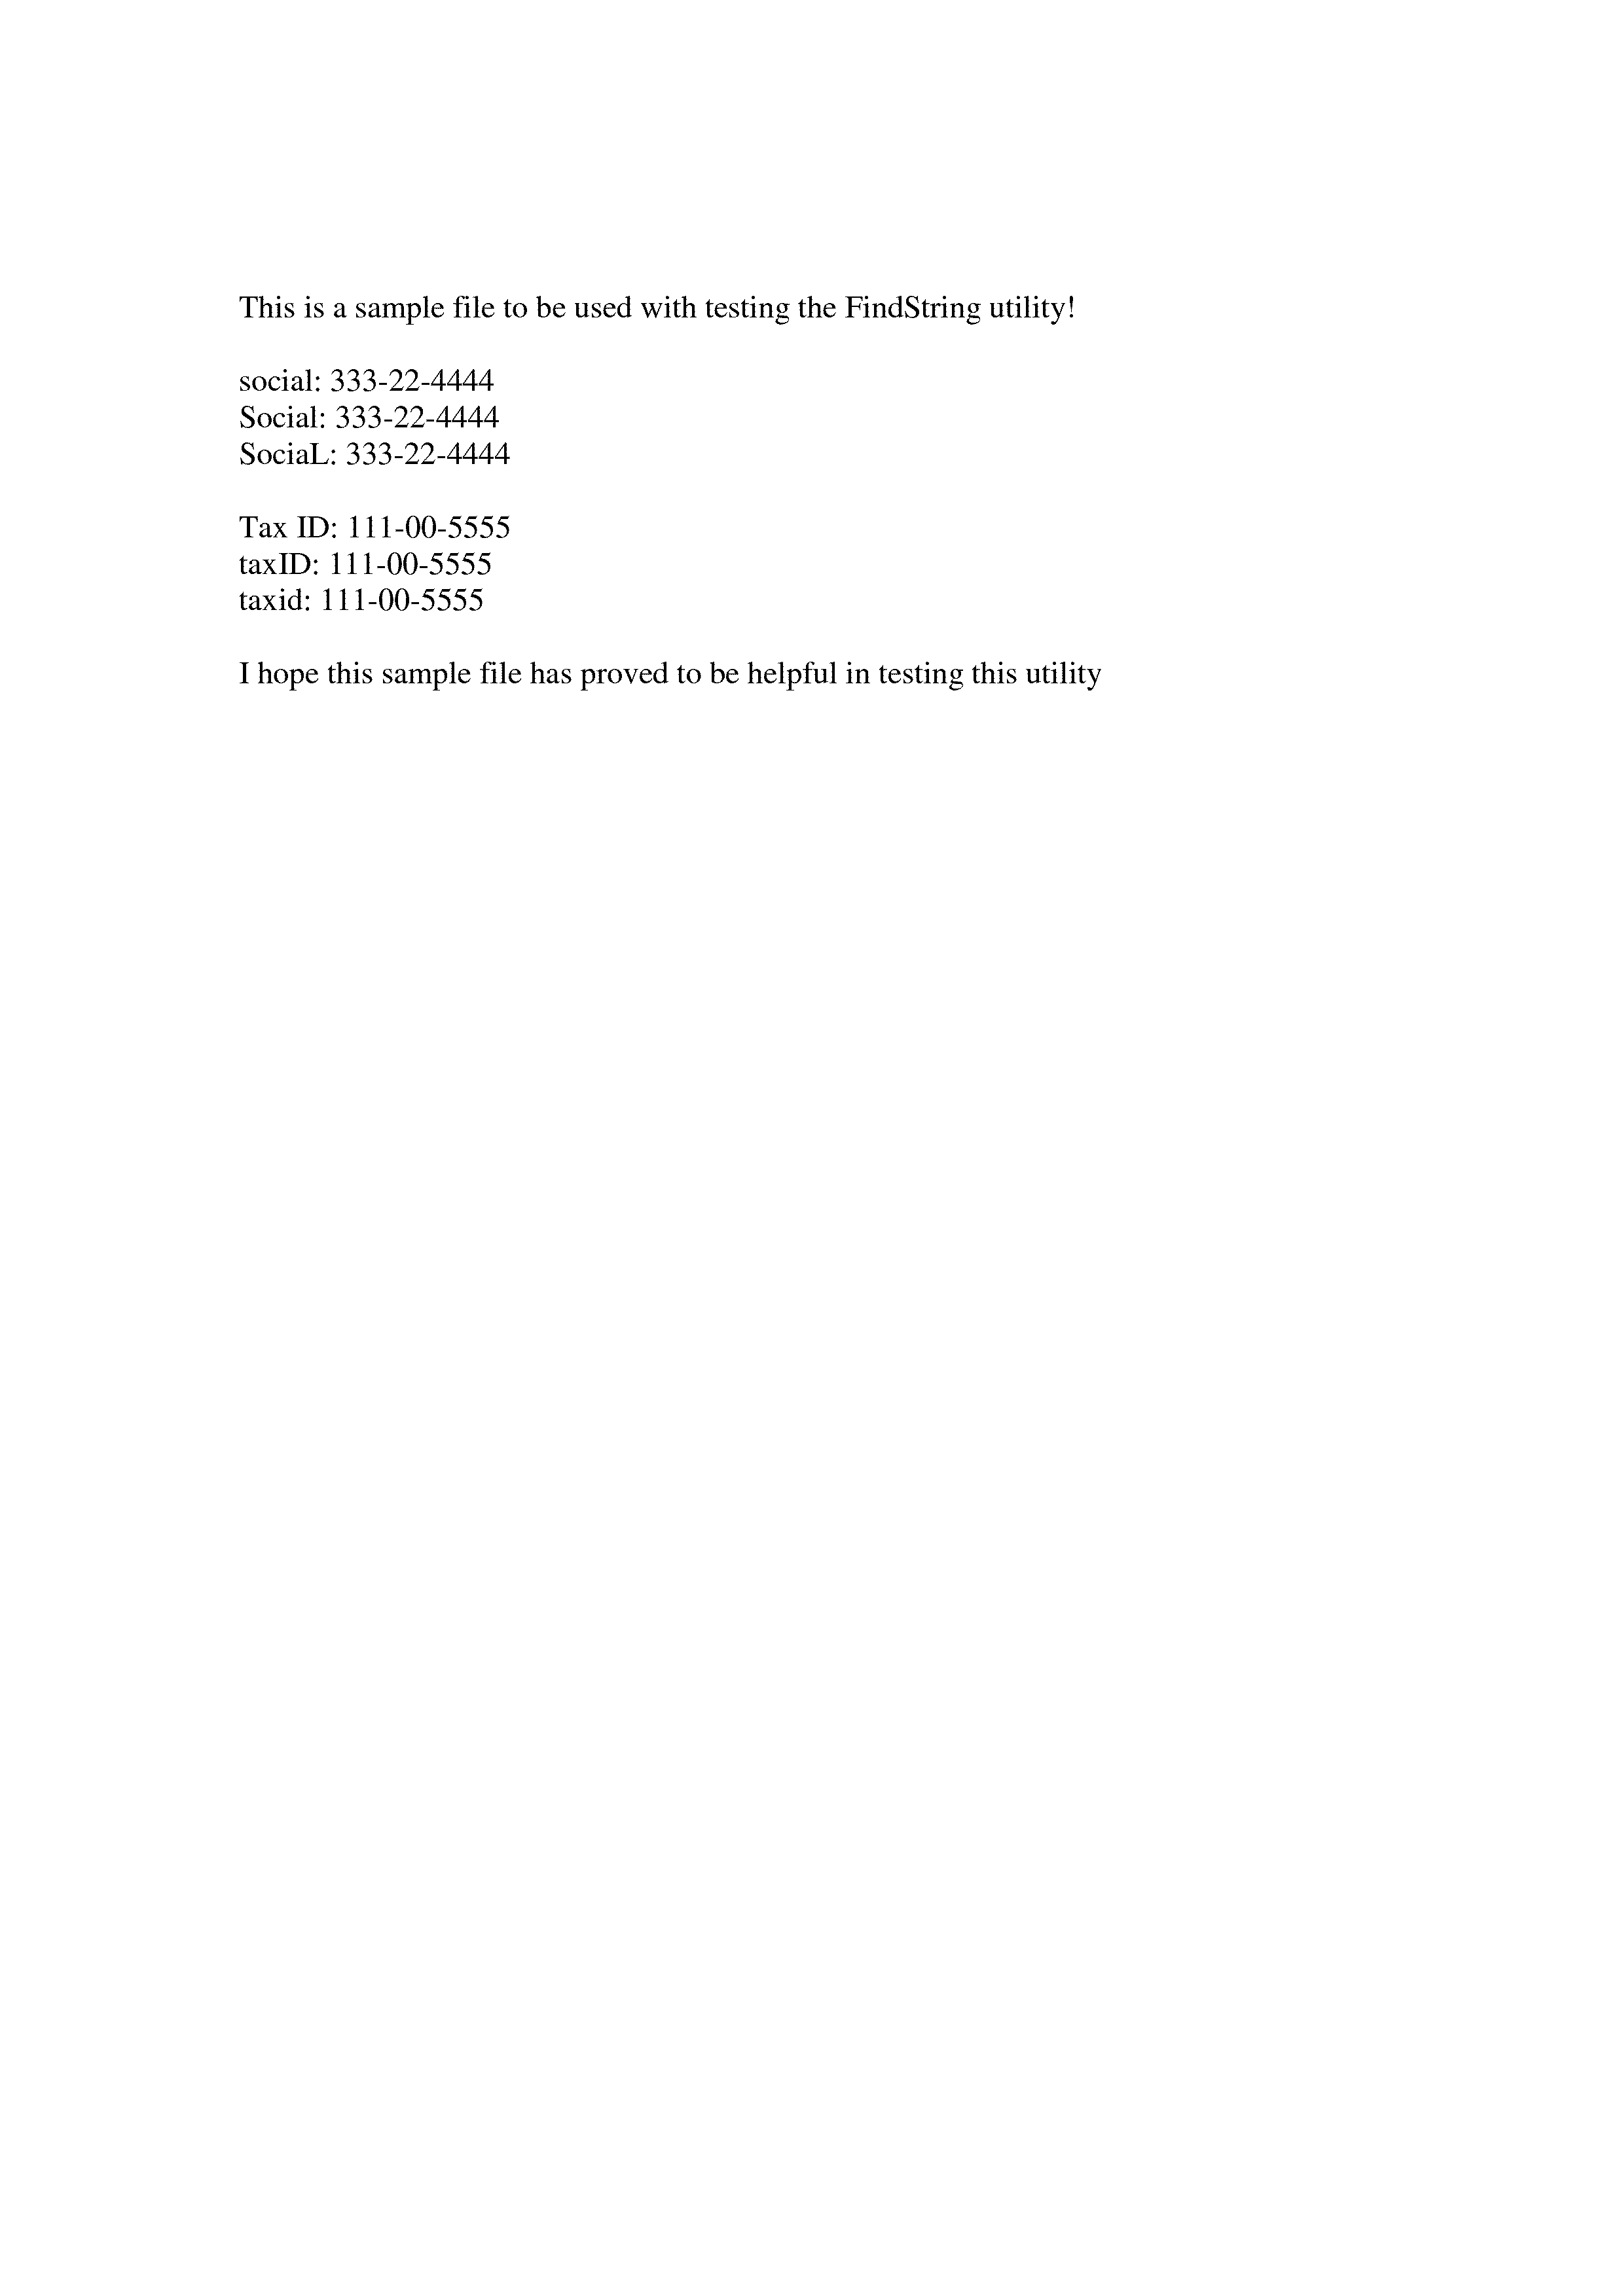 This is a sample file to be used with testing the FindString utility!
social: 333-22-4444
Social: 333-22-4444
SociaL: 333-22-4444
Tax ID: 111-00-5555
taxID: 111-00-5555
taxid: 111-00-5555
I hope this sample file has proved to be helpful in testing this utility